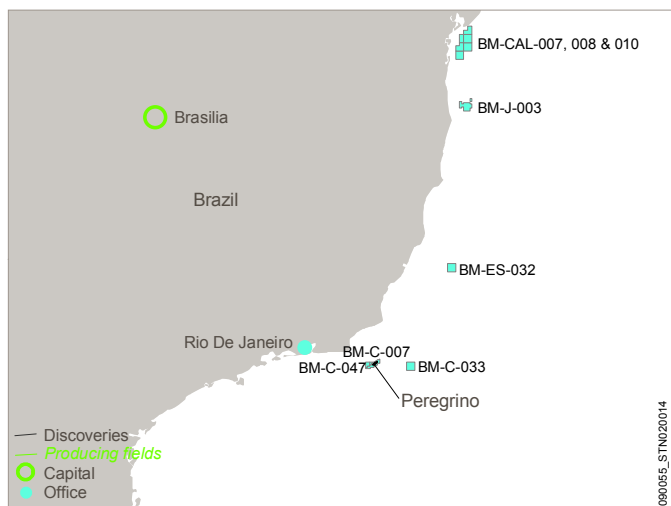 BM-CAL-007, 008 & 010
BM-J-003
Brasilia
Brazil
BM-ES-032
Rio De Janeiro
BM-C-007
BM-C-047
BM-C-033
Peregrino
Discoveries
Producing fields
Capital
Office
090055_STN020014